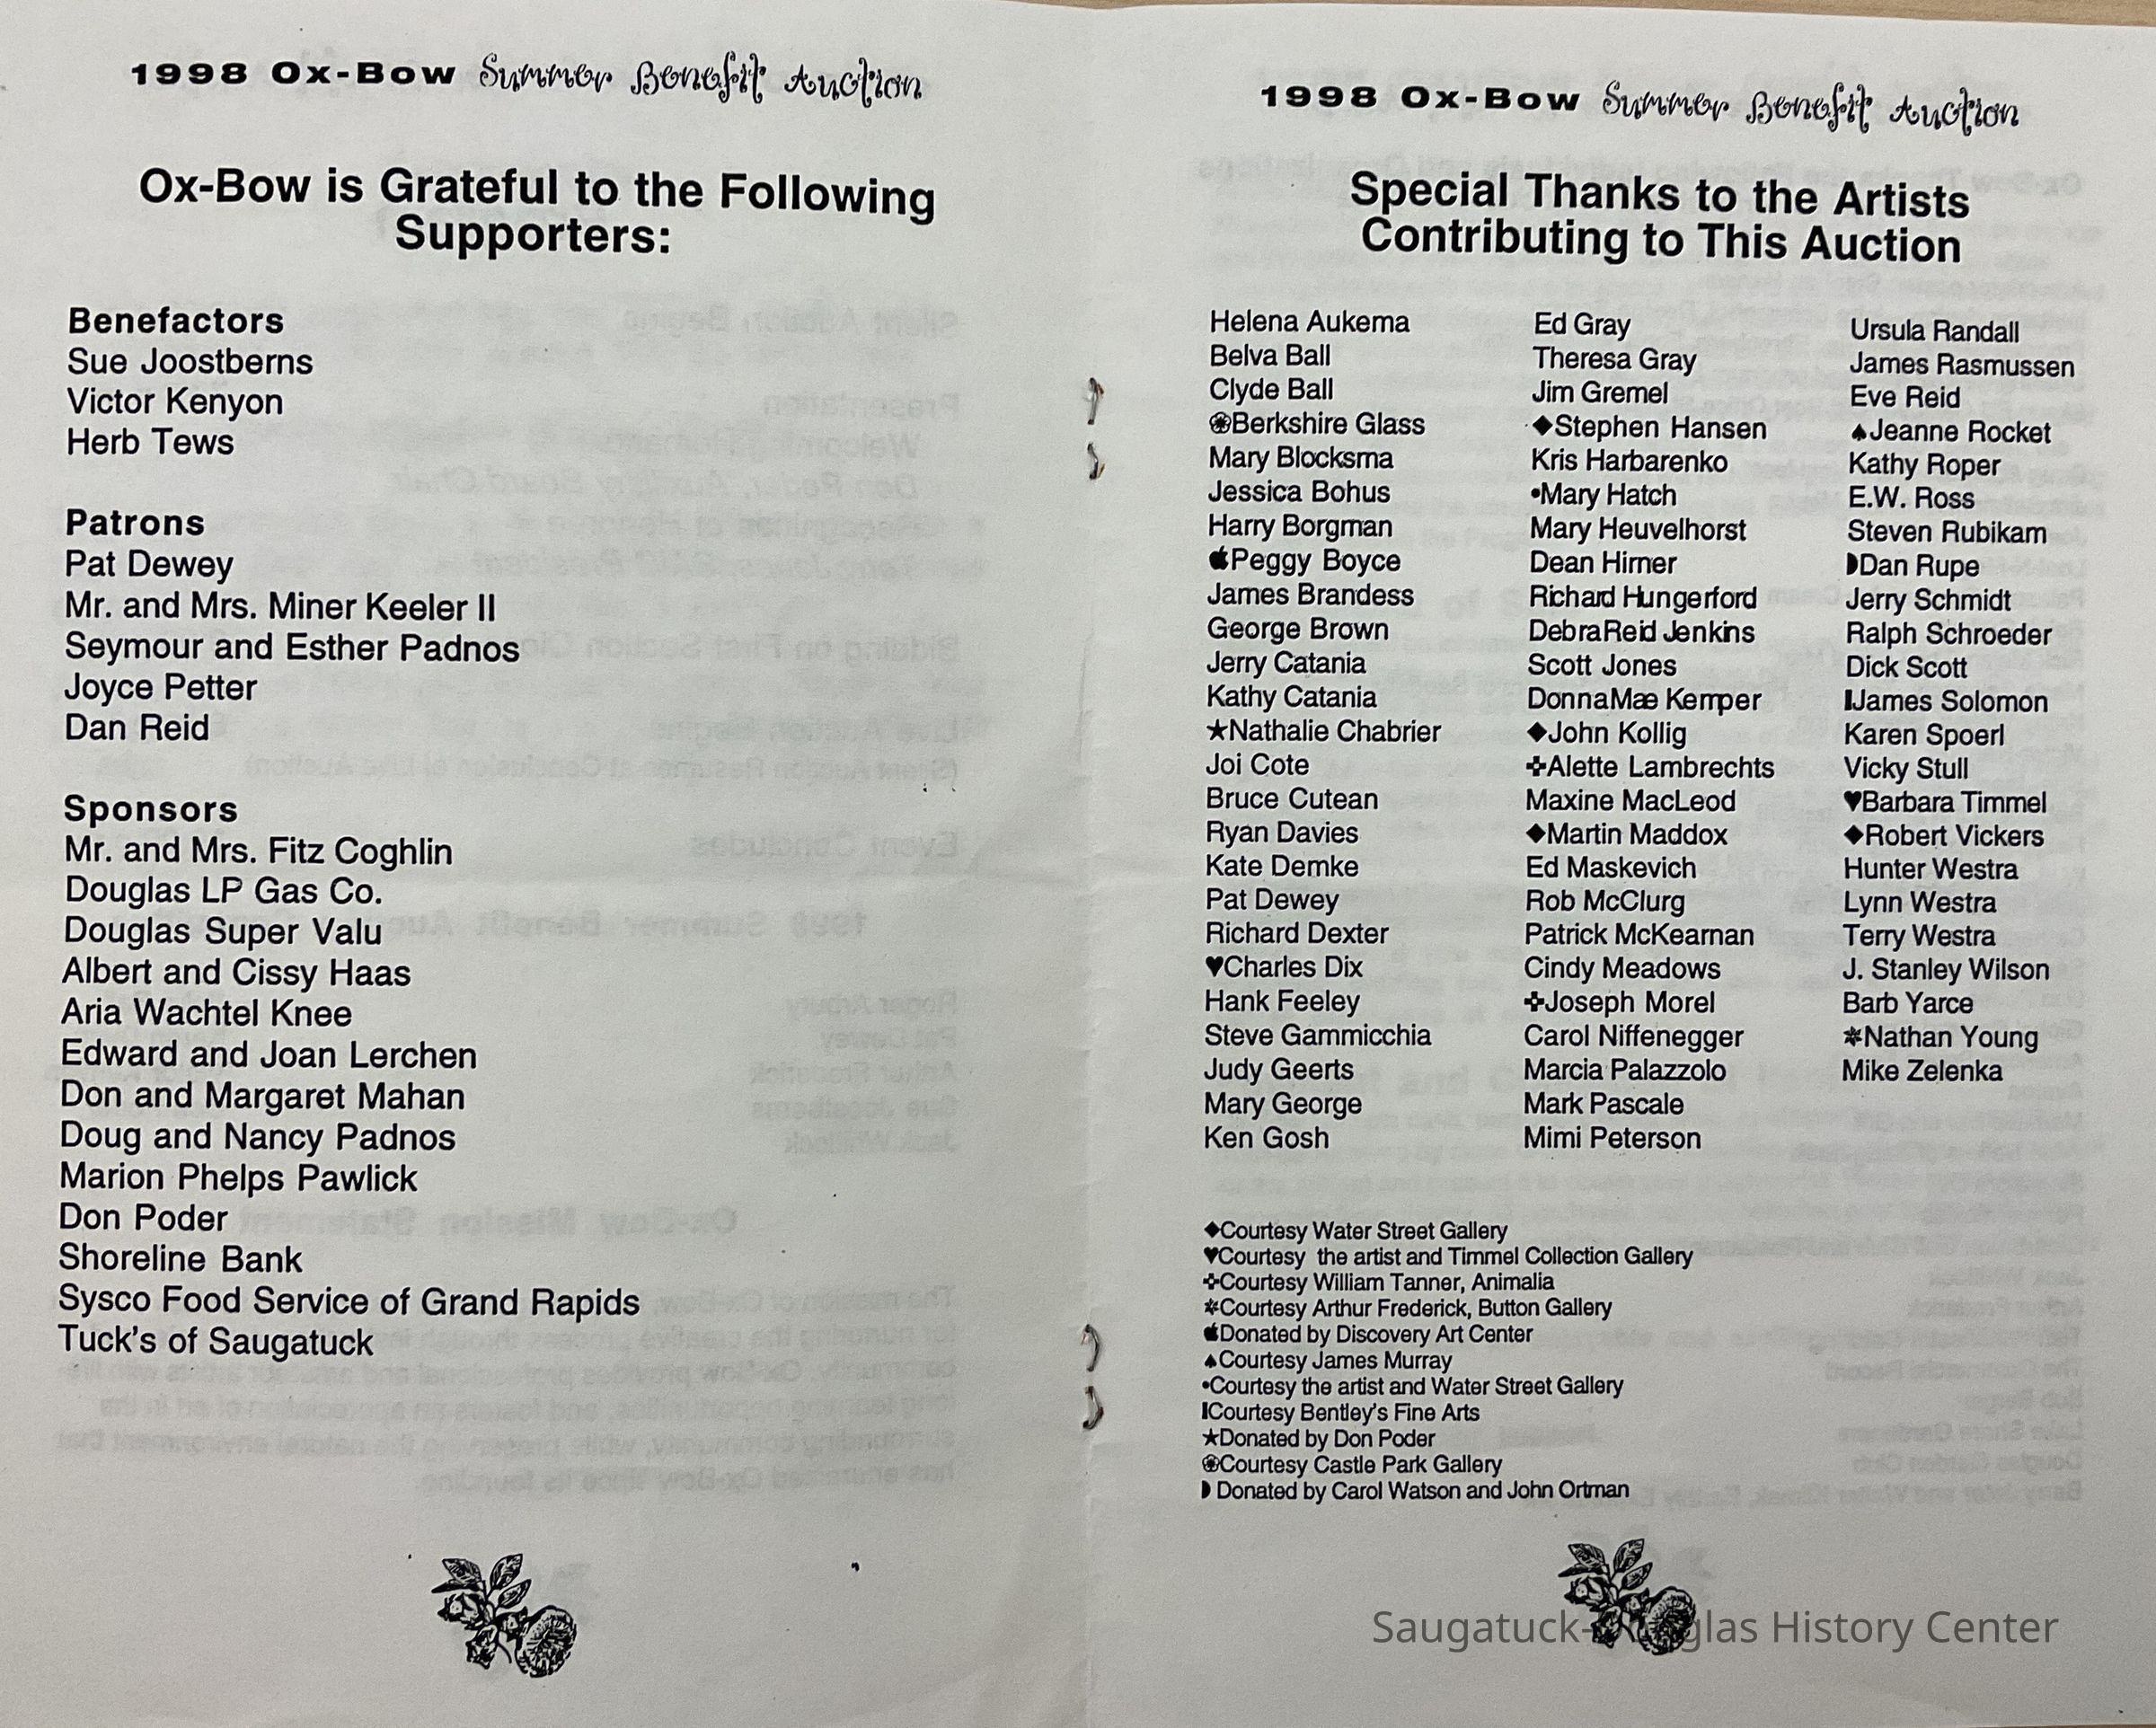 1998 Ox-Bow Summer Benefit Auction
Ox-Bow is Grateful to the Following
Supporters:
Benefactors
Sue Joostberns
Victor Kenyon
Herb Tews
Patrons
Pat Dewey
Mr. and Mrs. Miner Keeler II
Seymour and Esther Padnos
Joyce Petter
Dan Reid
Sponsors
Mr. and Mrs. Fitz Coghlin
Douglas LP Gas Co.
Douglas Super Valu
Albert and Cissy Haas
Aria Wachtel Knee
Edward and Joan Lerchen
Don and Margaret Mahan
Doug and Nancy Padnos
Marion Phelps Pawlick
Don Poder
Shoreline Bank
Sysco Food Service of Grand Rapids
Tuck's of Saugatuck
1998 Ox-Bow Summer Benefit Auction
Special Thanks to the Artists
Contributing to This Auction
Helena Aukema
Belva Ball
Clyde Ball
❀Berkshire Glass
Mary Blocksma
Jessica Bohus
Harry Borgman
Peggy Boyce
James Brandess
George Brown
Jerry Catania
Kathy Catania
★Nathalie Chabrier
Joi Cote
Bruce Cutean
Ryan Davies
Kate Demke
Pat Dewey
Richard Dexter
♥Charles Dix
Hank Feeley
Steve Gammicchia
Judy Geerts
Mary George
Ken Gosh
Ed Gray
Theresa Gray
Jim Gremel
◆Stephen Hansen
Kris Harbarenko
•Mary Hatch
Mary Heuvelhorst
Dean Hirner
Richard Hungerford
Debra Reid Jenkins
Scott Jones
Donna Mae Kemper
◆John Kollig
✤Alette Lambrechts
Maxine MacLeod
◆Martin Maddox
Ed Maskevich
Rob McClurg
Patrick McKearnan
Cindy Meadows
✤Joseph Morel
Carol Niffenegger
Marcia Palazzolo
Mark Pascale
Mimi Peterson
Ursula Randall
James Rasmussen
Eve Reid
♠Jeanne Rocket
Kathy Roper
E.W. Ross
Steven Rubikam
◗Dan Rupe
Jerry Schmidt
Ralph Schroeder
Dick Scott
❙James Solomon
Karen Spoerl
Vicky Stull
♥Barbara Timmel
◆Robert Vickers
Hunter Westra
Lynn Westra
Terry Westra
J. Stanley Wilson
Barb Yarce
✲Nathan Young
Mike Zelenka
◆Courtesy Water Street Gallery
♥Courtesy the artist and Timmel Collection Gallery
✤Courtesy William Tanner, Animalia
✲Courtesy Arthur Frederick, Button Gallery
Donated by Discovery Art Center
♠Courtesy James Murray
•Courtesy the artist and Water Street Gallery
❙Courtesy Bentley's Fine Arts
★Donated by Don Poder
❀Courtesy Castle Park Gallery
◗ Donated by Carol Watson and John Ortman
Saugatuck-Douglas History Center